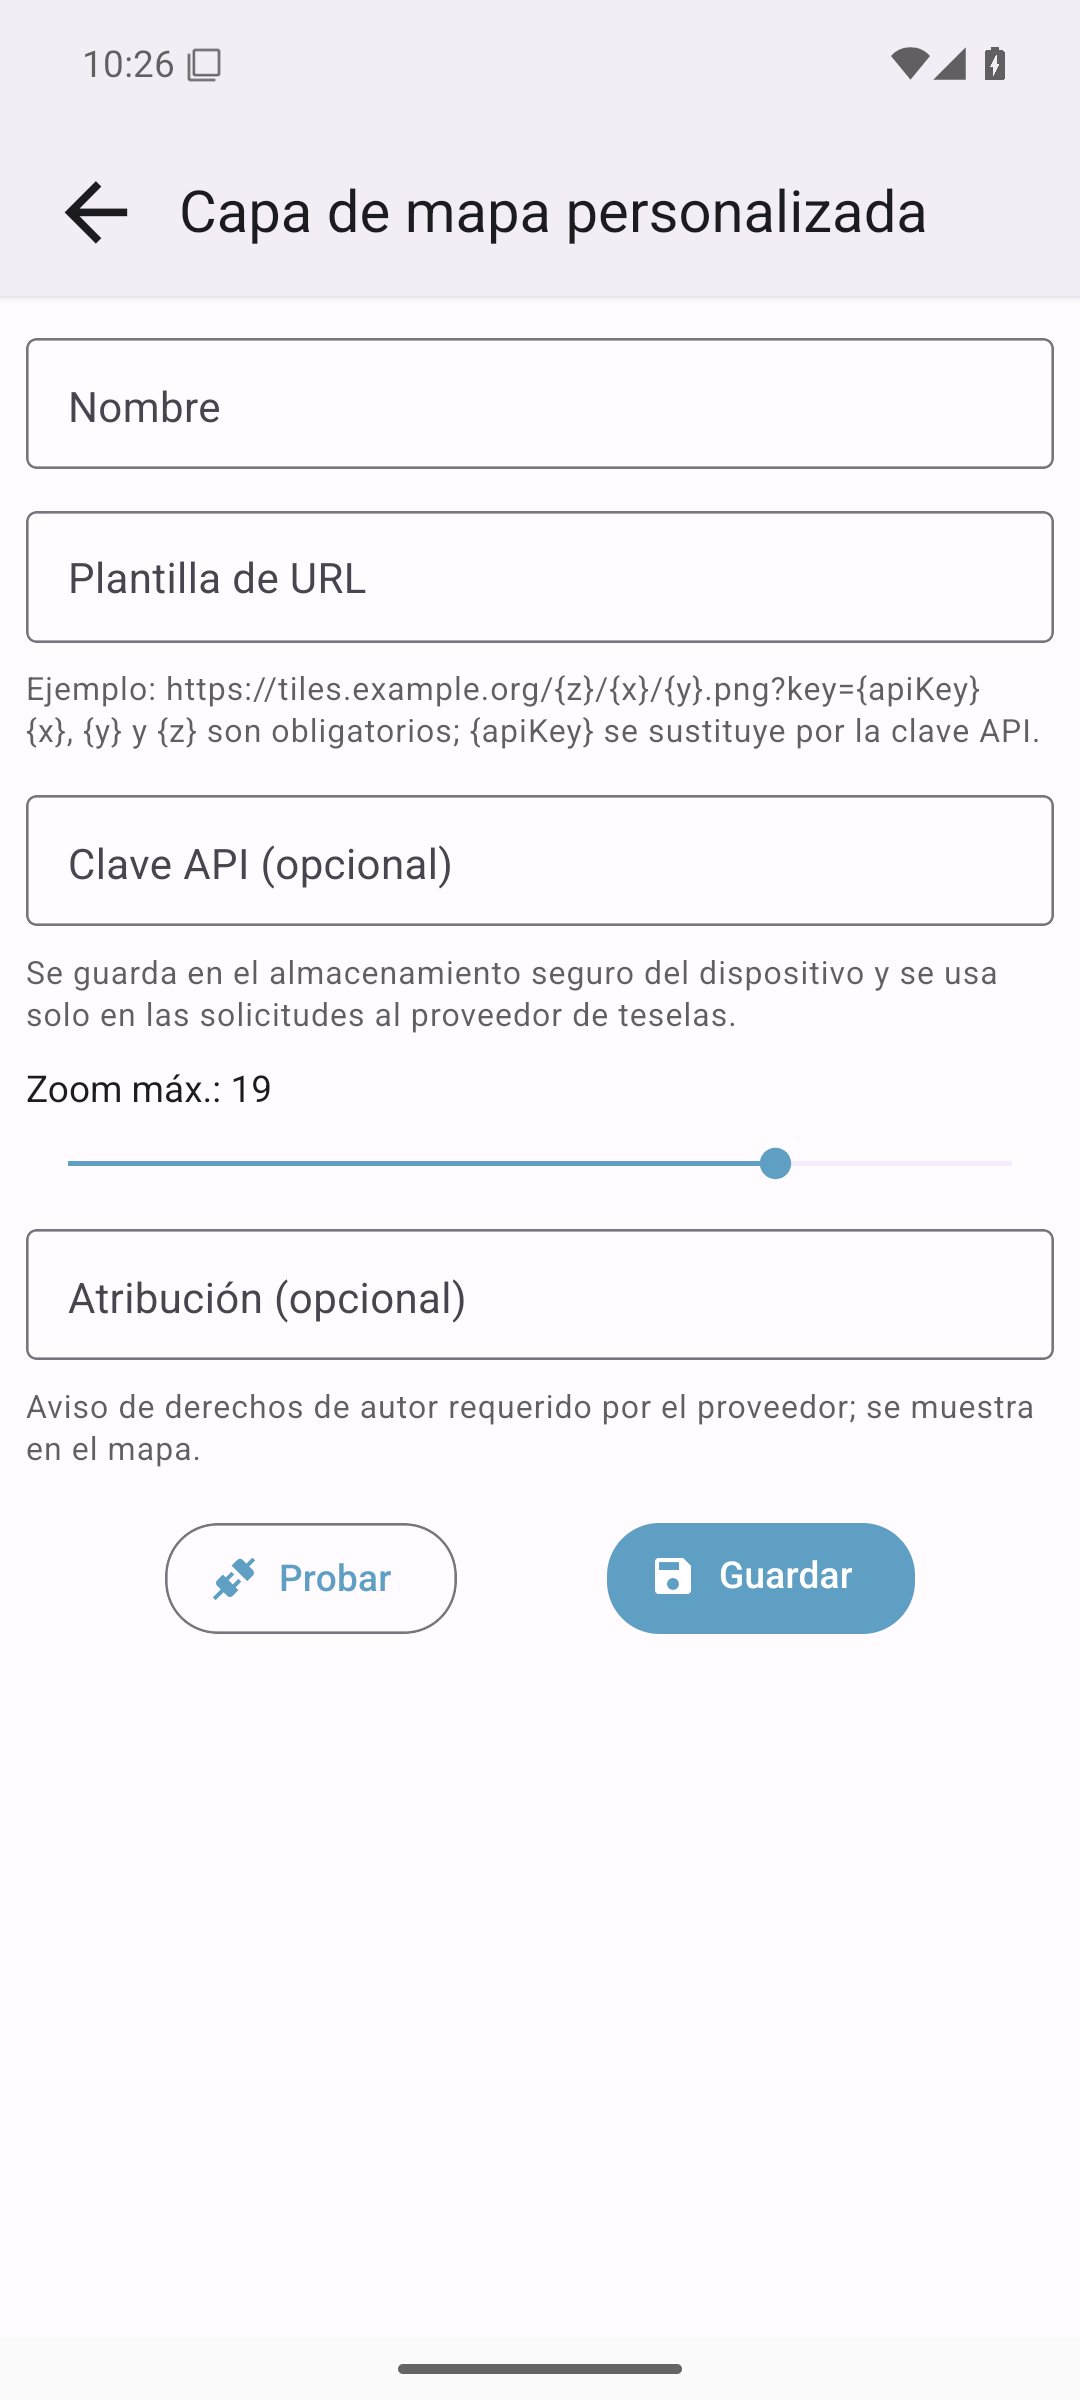 10:26
Capa de mapa personalizada
Nombre
Plantilla de URL
Ejemplo: https://tiles.example.org/{z}/{x}/{y}.png?key={apiKey}
{x}, {y} y {z} son obligatorios; {apiKey} se sustituye por la clave API.
Clave API (opcional)
Se guarda en el almacenamiento seguro del dispositivo y se usa
solo en las solicitudes al proveedor de teselas.
Zoom máx.: 19
Atribución (opcional)
Aviso de derechos de autor requerido por el proveedor; se muestra
en el mapa.
Probar
Guardar